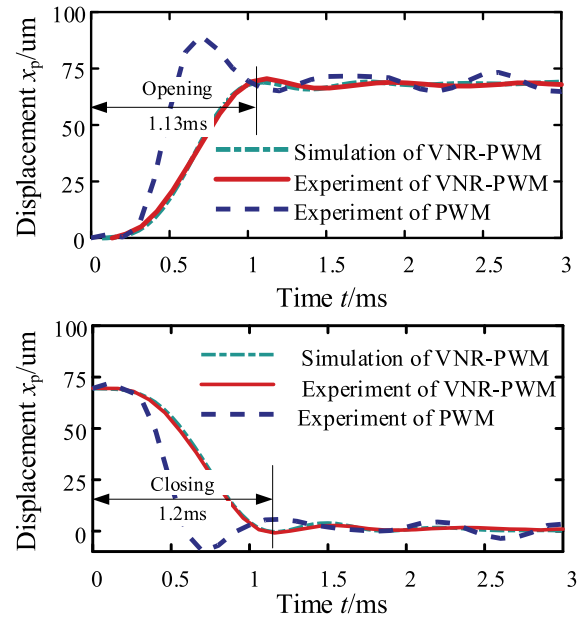 Displacement xp/um
100
75
50
25
0
Opening
1.13ms
Simulation of VNR-PWM
Experiment of VNR-PWM
Experiment of PWM
0 0.5 1 1.5 2 2.5 3
Time t/ms
Displacement xp/um
100
75
50
25
0
Simulation of VNR-PWM
Experiment of VNR-PWM
Experiment of PWM
Closing
1.2ms
0 0.5 1 1.5 2 2.5 3
Time t/ms